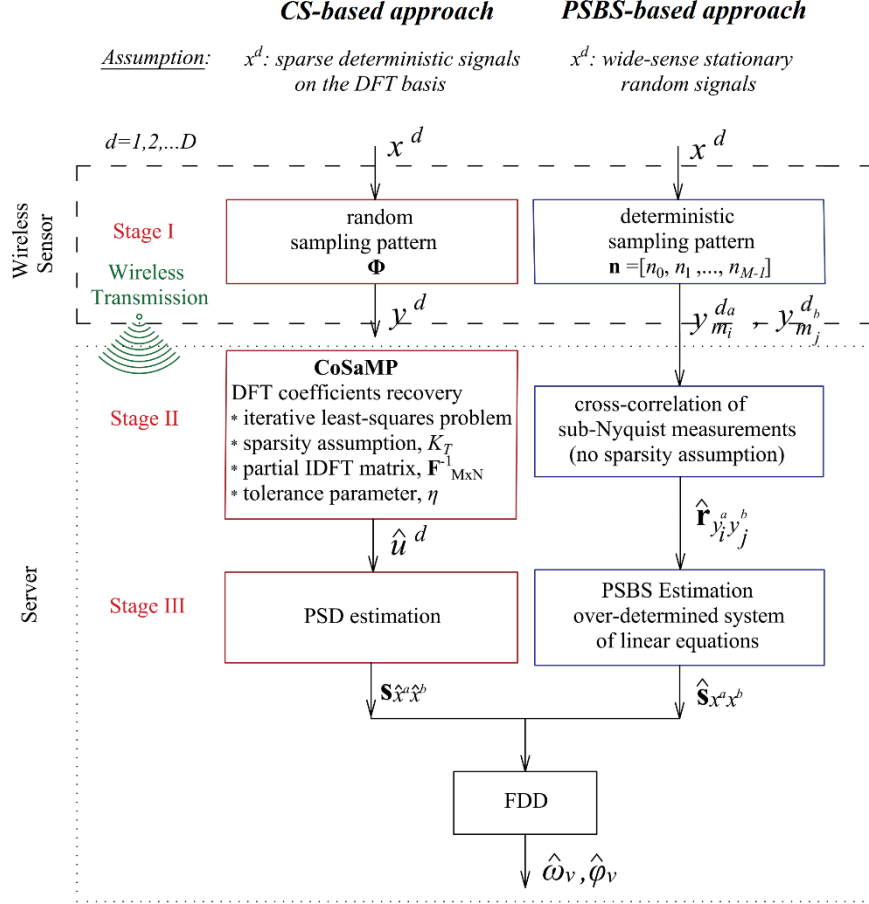 CS-based approach
PSBS-based approach
Assumption:
x^d: sparse deterministic signals
on the DFT basis
x^d: wide-sense stationary
random signals
d=1,2,...D
x^d
x^d
Wireless
Sensor
Stage I
random
sampling pattern
Φ
deterministic
sampling pattern
n =[n_0, n_1 ,..., n_{M-1}]
Wireless
Transmission
y^d
y_{m_i}^{d_a} , y_{m_j}^{d_b}
Server
Stage II
CoSaMP
DFT coefficients recovery
* iterative least-squares problem
* sparsity assumption, K_T
* partial IDFT matrix, F^{-1}_{MxN}
* tolerance parameter, η
cross-correlation of
sub-Nyquist measurements
(no sparsity assumption)
û^d
r̂_{y_i^a y_j^b}
Stage III
PSD estimation
PSBS Estimation
over-determined system
of linear equations
s_{x̂^a x̂^b}
ŝ_{x^a x^b}
FDD
ω̂_v , φ̂_v